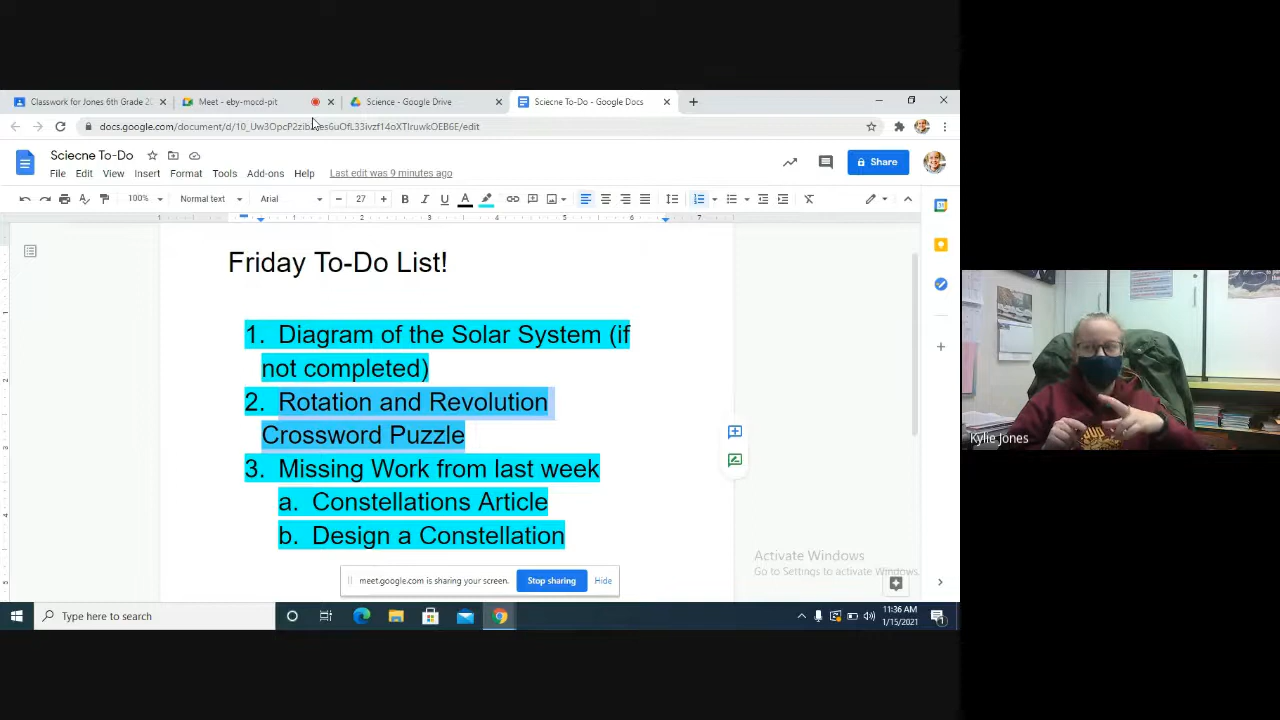 Classwork for Jones 6th Grade 20
Meet - eby-mocd-pit
Science - Google Drive
Sciecne To-Do - Google Docs
Sciecne To-Do
File Edit View Insert Format Tools Add-ons Help
Last edit was 9 minutes ago
Share
100%
Normal text
Arial
27
Friday To-Do List!
1. Diagram of the Solar System (if
not completed)
2. Rotation and Revolution
Crossword Puzzle
3. Missing Work from last week
a. Constellations Article
b. Design a Constellation
Activate Windows
Go to Settings to activate Windows.
meet.google.com is sharing your screen.
Stop sharing
Hide
Type here to search
11:36 AM
1/15/2021
Kylie Jones